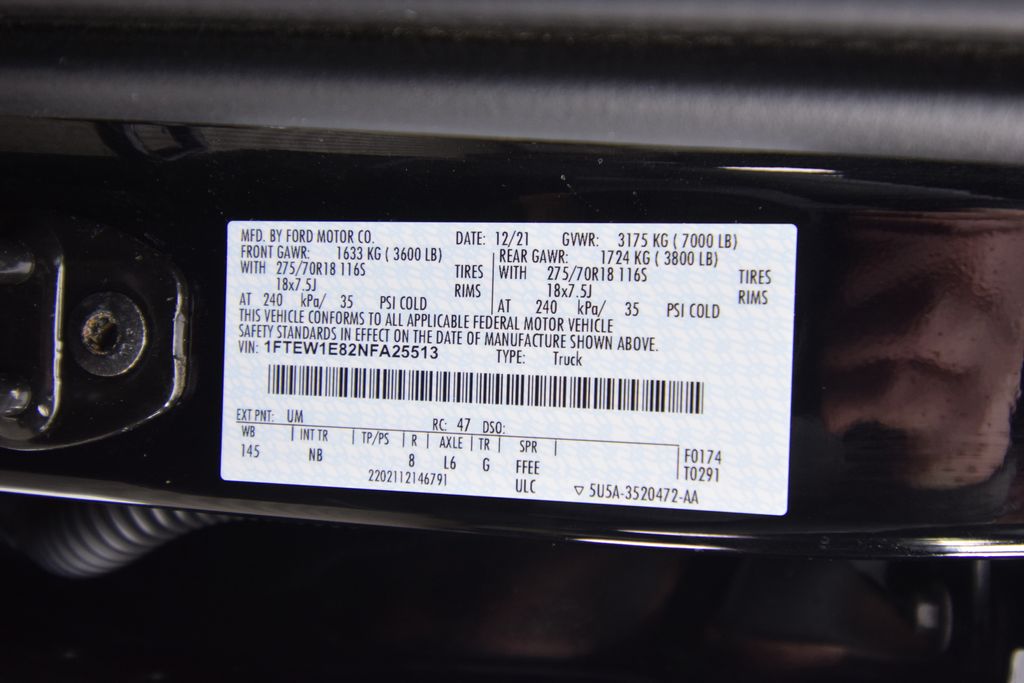 MFD. BY FORD MOTOR CO. DATE: 12/21 GVWR: 3175 KG ( 7000 LB)
FRONT GAWR: 1633 KG ( 3600 LB) REAR GAWR: 1724 KG ( 3800 LB)
WITH 275/70R18 116S TIRES WITH 275/70R18 116S TIRES
18x7.5J RIMS 18x7.5J RIMS
AT 240 kPa/ 35 PSI COLD AT 240 kPa/ 35 PSI COLD
THIS VEHICLE CONFORMS TO ALL APPLICABLE FEDERAL MOTOR VEHICLE
SAFETY STANDARDS IN EFFECT ON THE DATE OF MANUFACTURE SHOWN ABOVE.
VIN: 1FTEW1E82NFA25513 TYPE: Truck
EXT PNT: UM RC: 47 DSO:
WB INT TR TP/PS R AXLE TR SPR F0174
145 NB 8 L6 G FFEE T0291
2202112146791 ULC ▽ 5U5A-3520472-AA